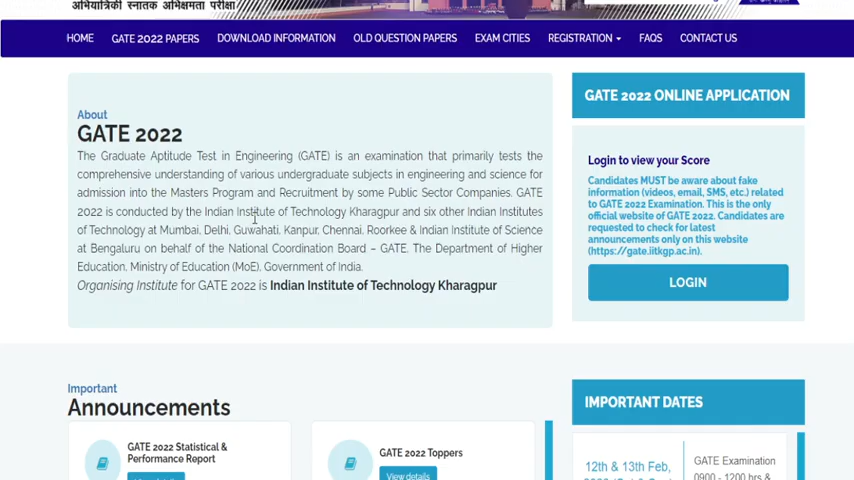 अभियांत्रिकी स्नातक अभिक्षमता परीक्षा
HOME GATE 2022 PAPERS DOWNLOAD INFORMATION OLD QUESTION PAPERS EXAM CITIES REGISTRATION FAQS CONTACT US
About
GATE 2022
The Graduate Aptitude Test in Engineering (GATE) is an examination that primarily tests the
comprehensive understanding of various undergraduate subjects in engineering and science for
admission into the Masters Program and Recruitment by some Public Sector Companies. GATE
2022 is conducted by the Indian Institute of Technology Kharagpur and six other Indian Institutes
of Technology at Mumbai, Delhi, Guwahati, Kanpur, Chennai, Roorkee & Indian Institute of Science
at Bengaluru on behalf of the National Coordination Board – GATE, The Department of Higher
Education, Ministry of Education (MoE), Government of India.
Organising Institute for GATE 2022 is Indian Institute of Technology Kharagpur
GATE 2022 ONLINE APPLICATION
Login to view your Score
Candidates MUST be aware about fake
information (videos, email, SMS, etc.) related
to GATE 2022 Examination. This is the only
official website of GATE 2022. Candidates are
requested to check for latest
announcements only on this website
(https://gate.iitkgp.ac.in).
LOGIN
Important
Announcements
GATE 2022 Statistical &
Performance Report
GATE 2022 Toppers
View details
IMPORTANT DATES
12th & 13th Feb,
GATE Examination
0900 - 1200 hrs &